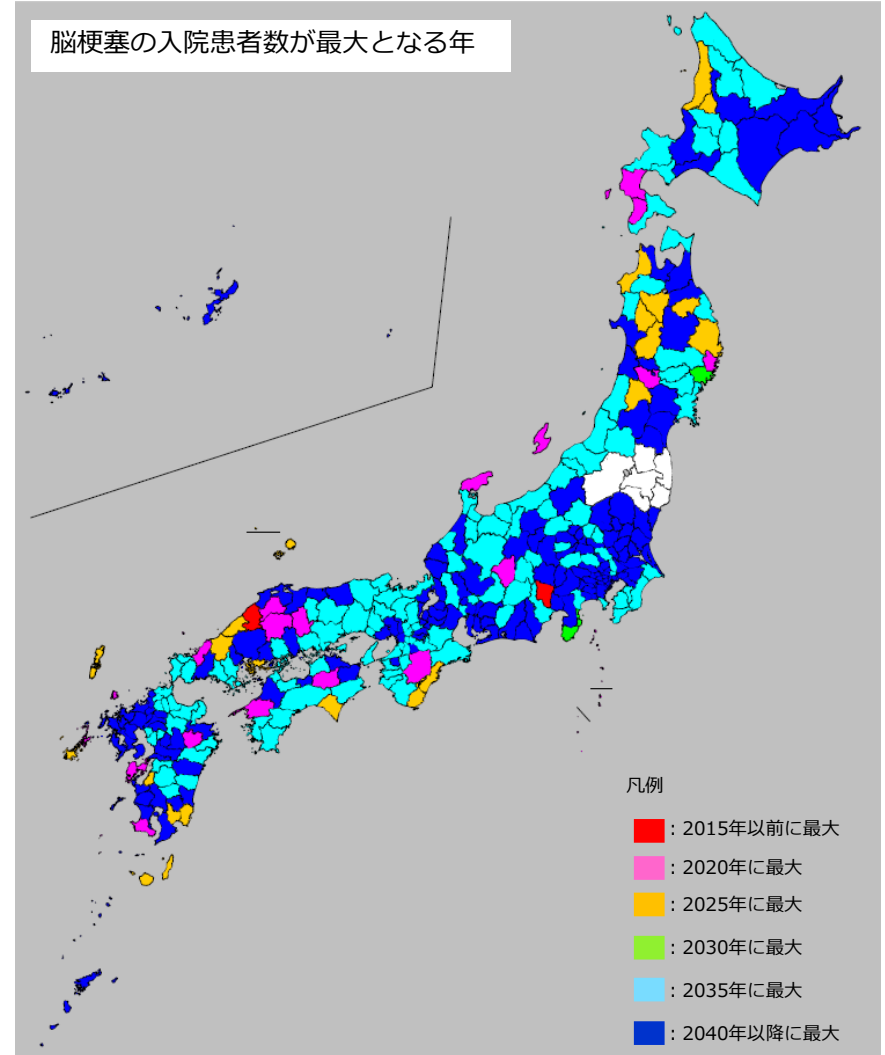 脳梗塞の入院患者数が最大となる年
凡例
：2015年以前に最大
：2020年に最大
：2025年に最大
：2030年に最大
：2035年に最大
：2040年以降に最大